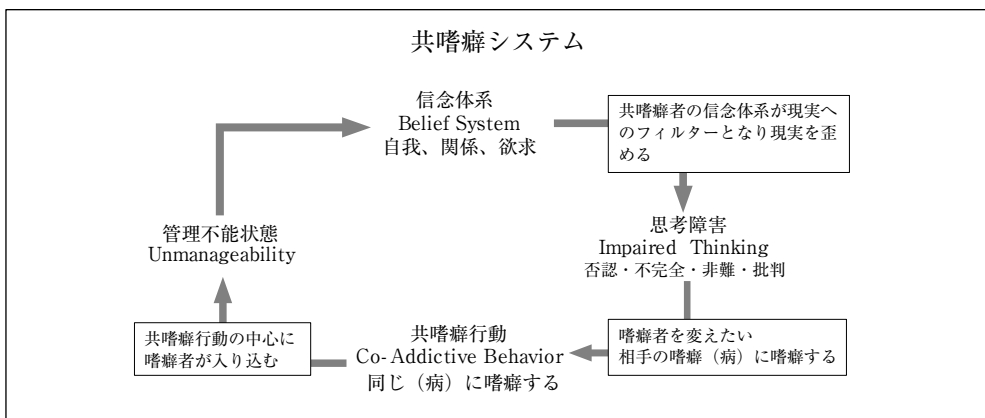 共嗜癖システム
信念体系
Belief System
自我、関係、欲求
共嗜癖者の信念体系が現実へ
のフィルターとなり現実を歪
める
思考障害
Impaired Thinking
否認・不完全・非難・批判
嗜癖者を変えたい
相手の嗜癖（病）に嗜癖する
共嗜癖行動
Co-Addictive Behavior
同じ（病）に嗜癖する
共嗜癖行動の中心に
嗜癖者が入り込む
管理不能状態
Unmanageability